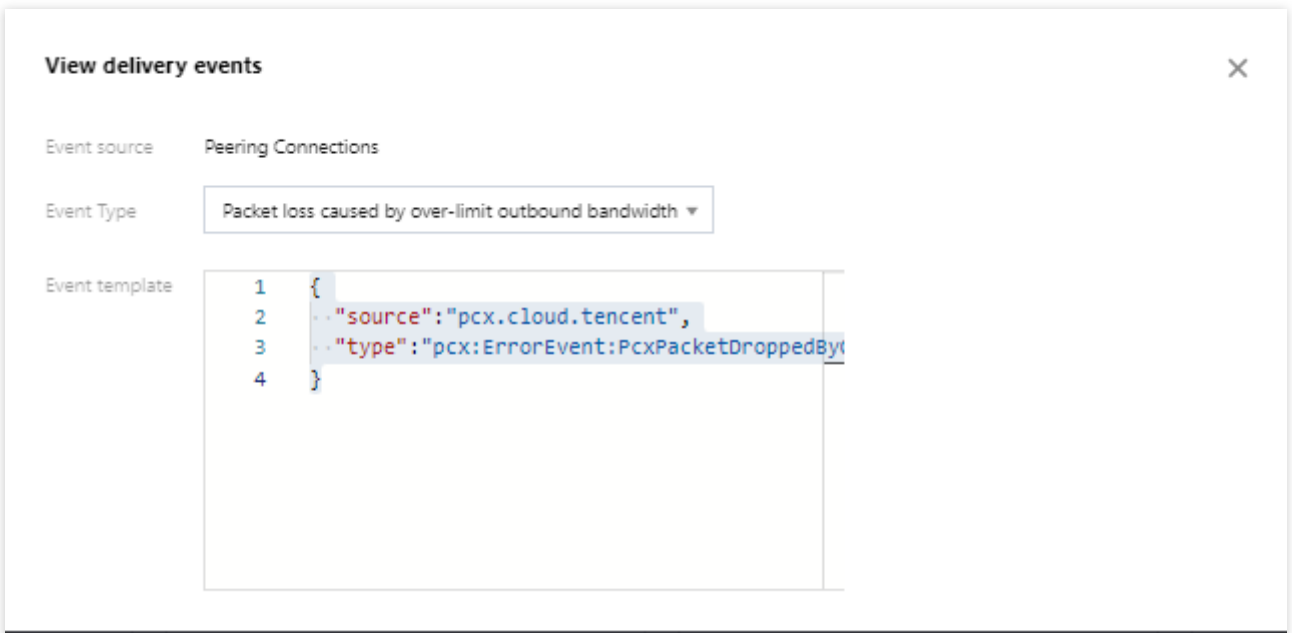 View delivery events
Event source Peering Connections
Event Type Packet loss caused by over-limit outbound bandwidth
Event template
1 {
2 "source":"pcx.cloud.tencent",
3 "type":"pcx:ErrorEvent:PcxPacketDroppedBy
4 }